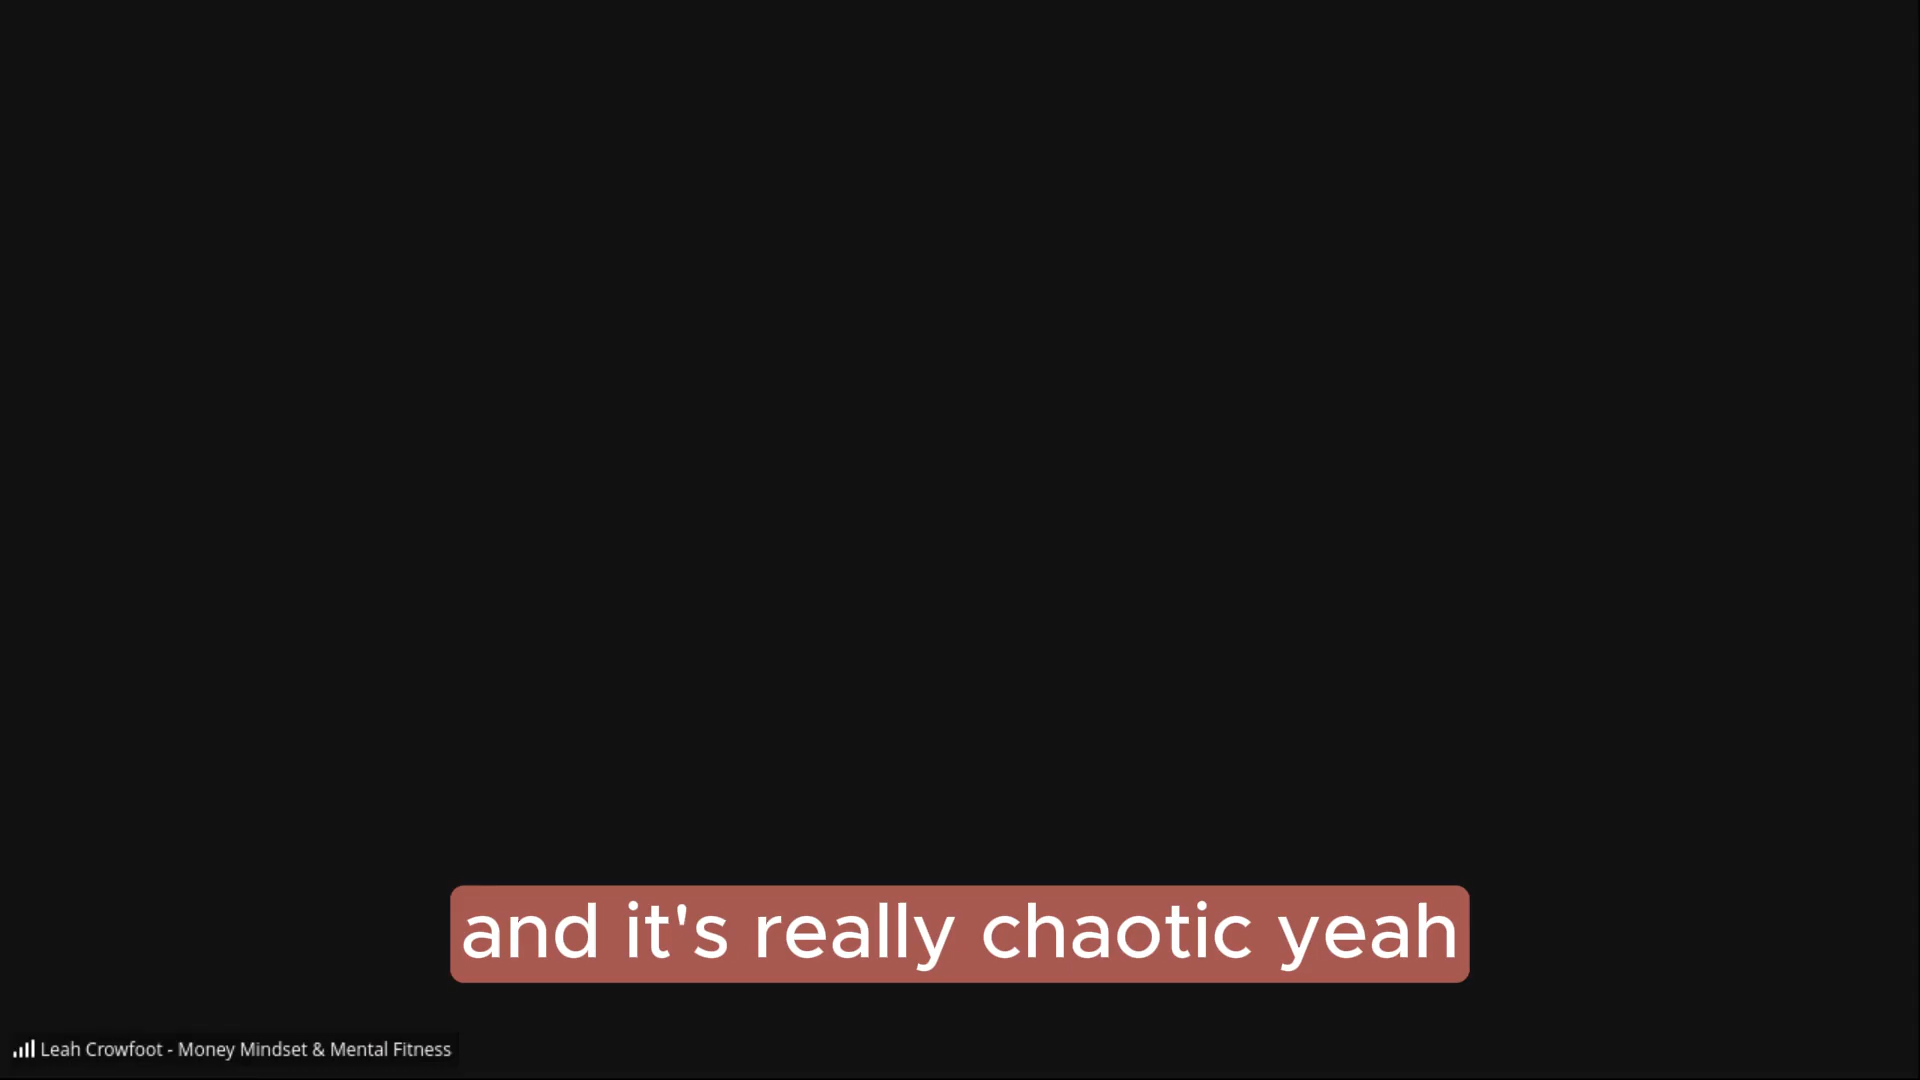 and it's really chaotic yeah
Leah Crowfoot - Money Mindset & Mental Fitness